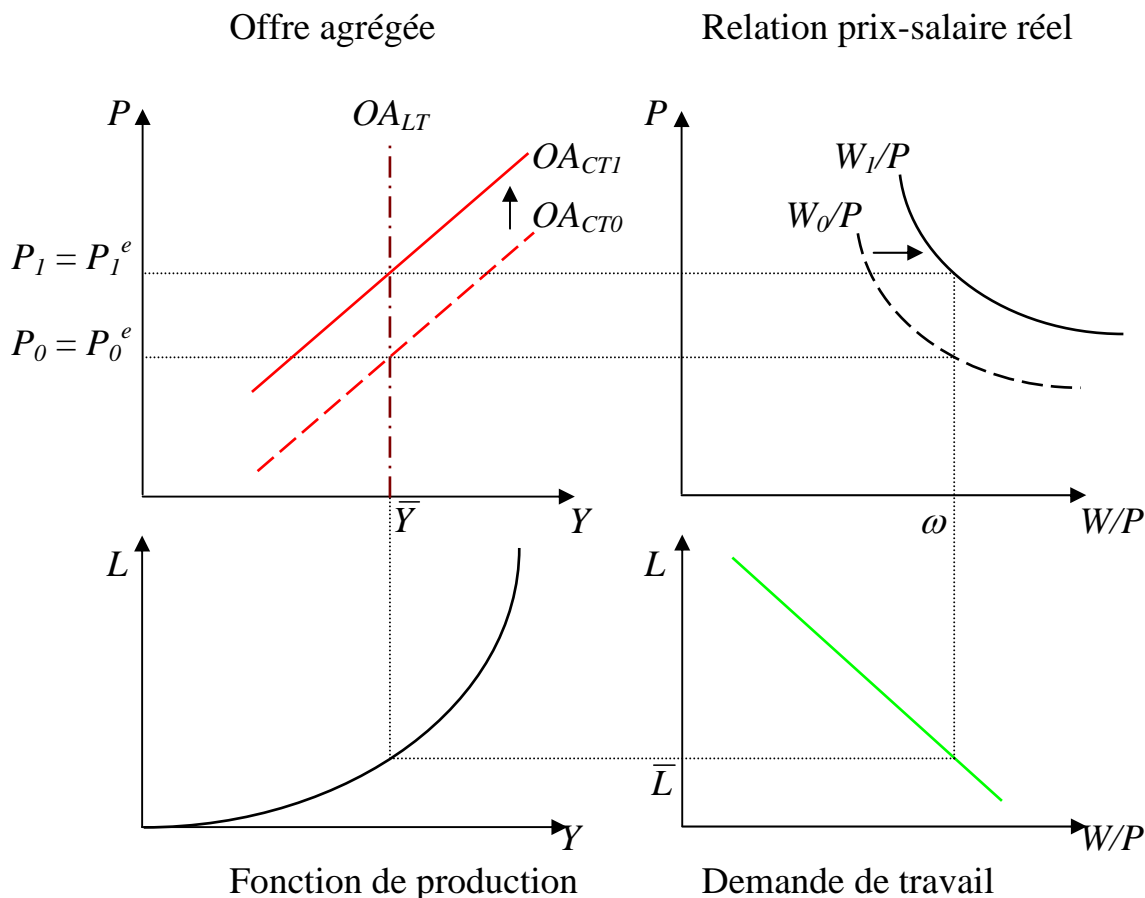 Offre agrégée
Relation prix-salaire réel
P
OA_LT
OA_CT1
OA_CT0
P_1 = P_1^e
P_0 = P_0^e
Y̅
Y
P
W_1/P
W_0/P
ω
W/P
L
Y
Fonction de production
L
L̅
W/P
Demande de travail